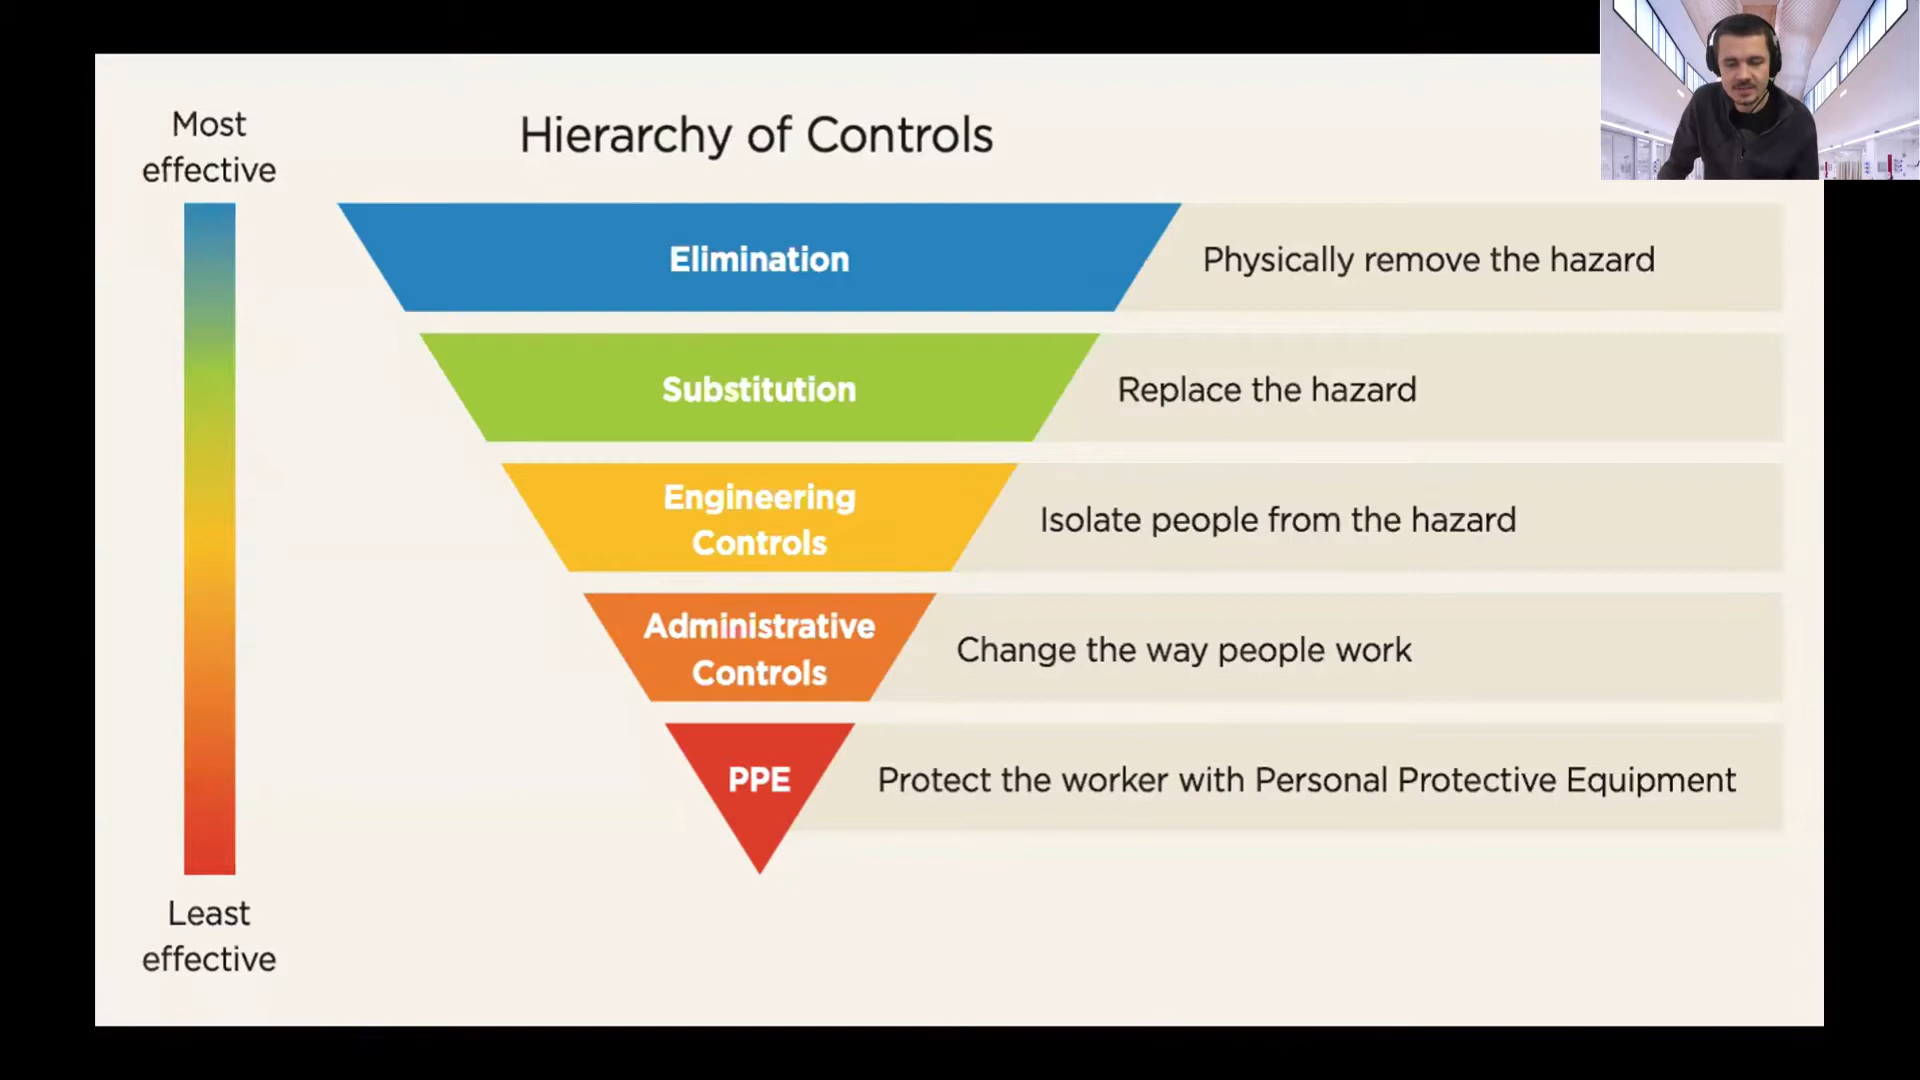 Most
effective
Hierarchy of Controls
Elimination
Physically remove the hazard
Substitution
Replace the hazard
Engineering
Controls
Isolate people from the hazard
Administrative
Controls
Change the way people work
PPE
Protect the worker with Personal Protective Equipment
Least
effective